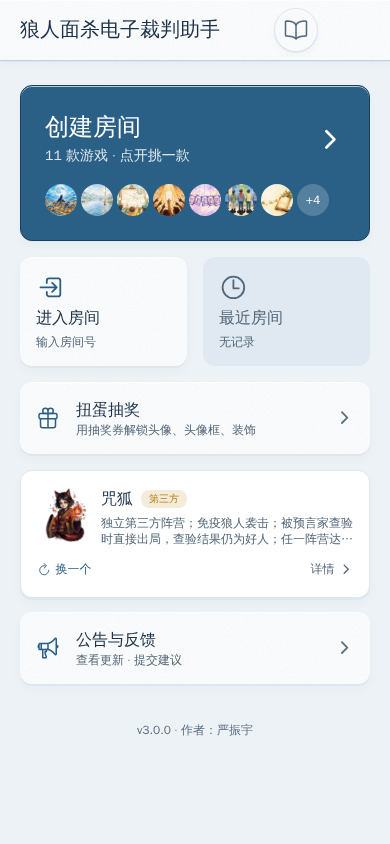 狼人面杀电子裁判助手
创建房间
11 款游戏 · 点开挑一款
+4
进入房间
输入房间号
最近房间
无记录
扭蛋抽奖
用抽奖券解锁头像、头像框、装饰
咒狐 第三方
独立第三方阵营；免疫狼人袭击；被预言家查验
时直接出局，查验结果仍为好人；任一阵营达…
换一个
详情
公告与反馈
查看更新 · 提交建议
v3.0.0 · 作者：严振宇